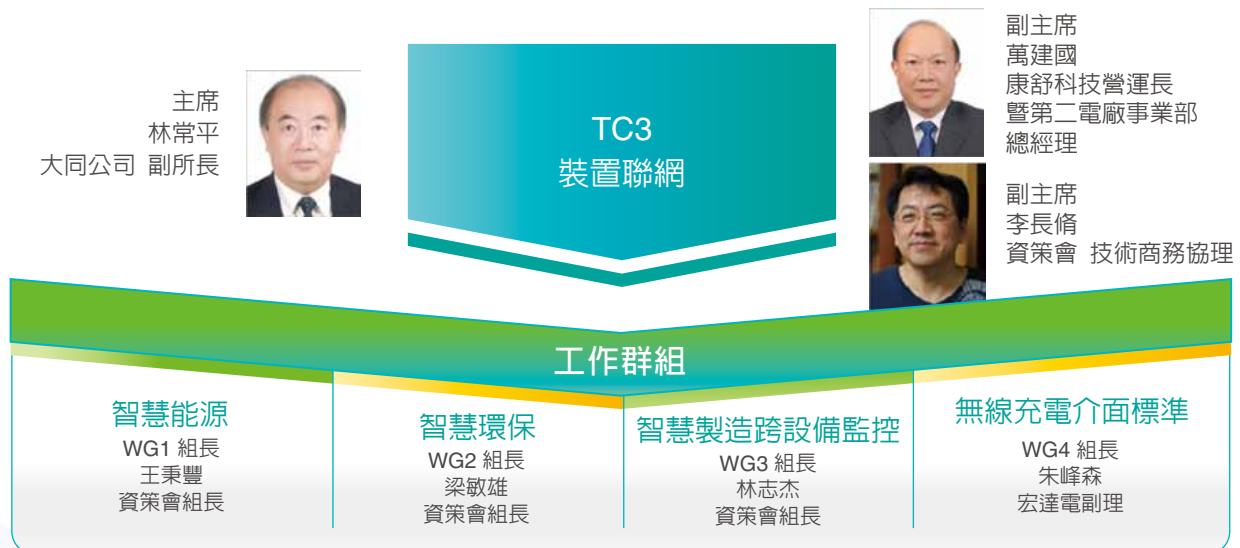 主席
林常平
大同公司 副所長
TC3
裝置聯網
副主席
萬建國
康舒科技營運長
暨第二電廠事業部
總經理
副主席
李長脩
資策會 技術商務協理
工作群組
智慧能源
WG1 組長
王秉豐
資策會組長
智慧環保
WG2 組長
梁敏雄
資策會組長
智慧製造跨設備監控
WG3 組長
林志杰
資策會組長
無線充電介面標準
WG4 組長
朱峰森
宏達電副理